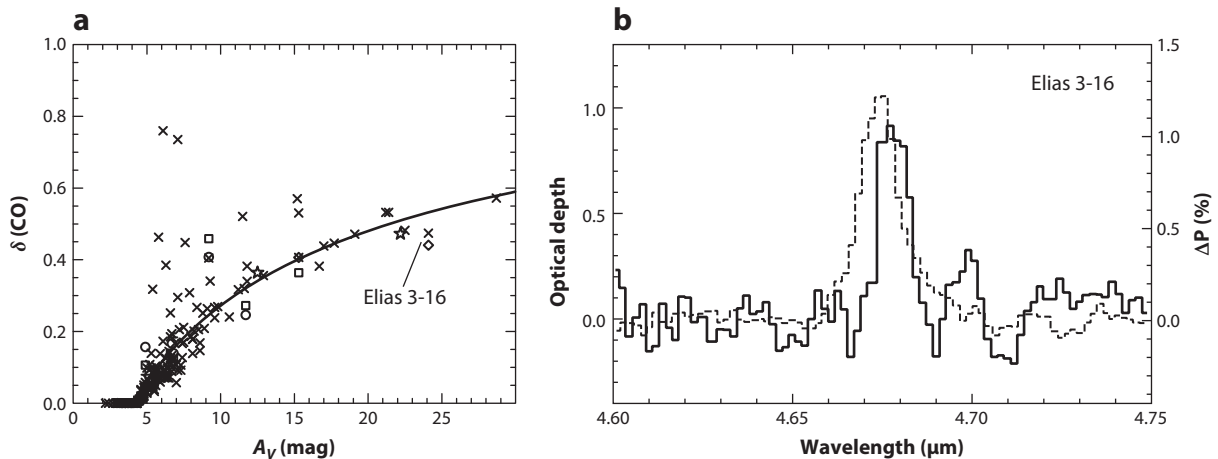 a
1.0
0.8
0.6
0.4
0.2
0.0
δ (CO)
0
5
10
15
20
25
A_V (mag)
Elias 3-16
b
Elias 3-16
1.0
0.5
0.0
Optical depth
1.5
1.0
0.5
0.0
ΔP (%)
4.60
4.65
4.70
4.75
Wavelength (μm)